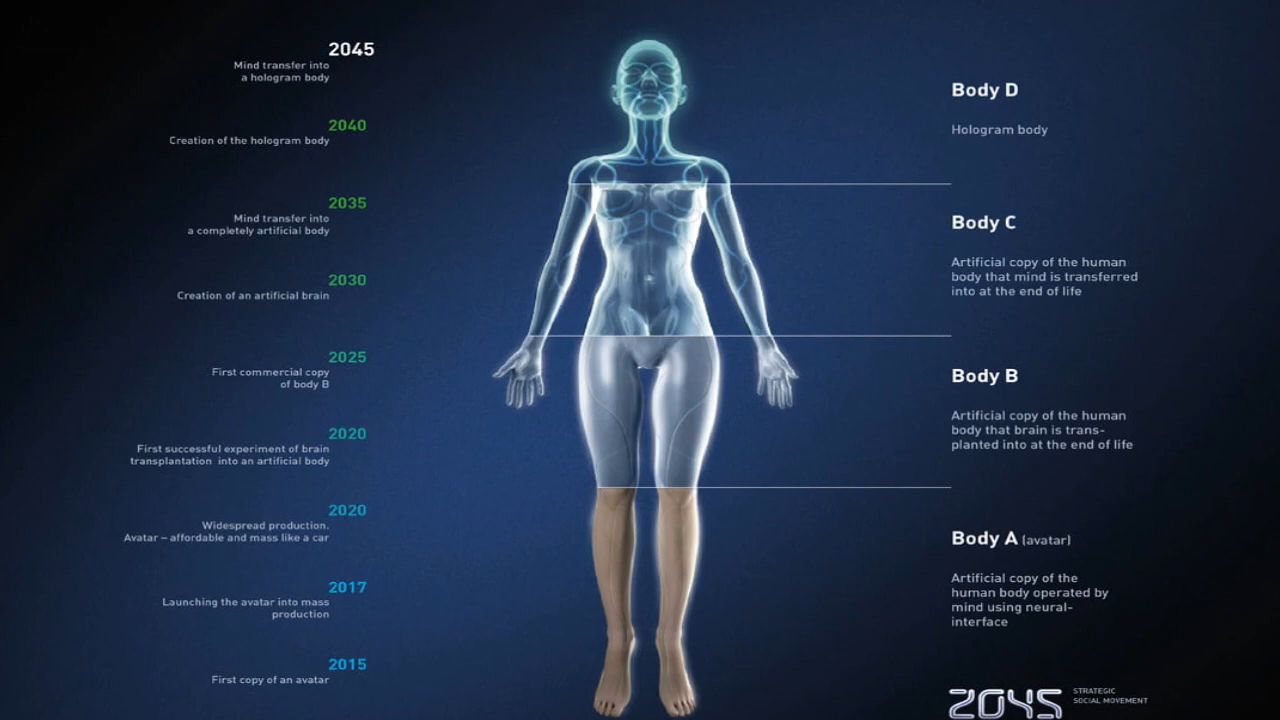 2045
Mind transfer into
a hologram body
2040
Creation of the hologram body
2035
Mind transfer into
a completely artificial body
2030
Creation of an artificial brain
2025
First commercial copy
of body B
2020
First successful experiment of brain
transplantation into an artificial body
2020
Widespread production.
Avatar – affordable and mass like a car
2017
Launching the avatar into mass
production
2015
First copy of an avatar
Body D
Hologram body
Body C
Artificial copy of the human
body that mind is transferred
into at the end of life
Body B
Artificial copy of the human
body that brain is trans-
planted into at the end of life
Body A (avatar)
Artificial copy of the
human body operated by
mind using neural-
interface
2045
STRATEGIC
SOCIAL MOVEMENT